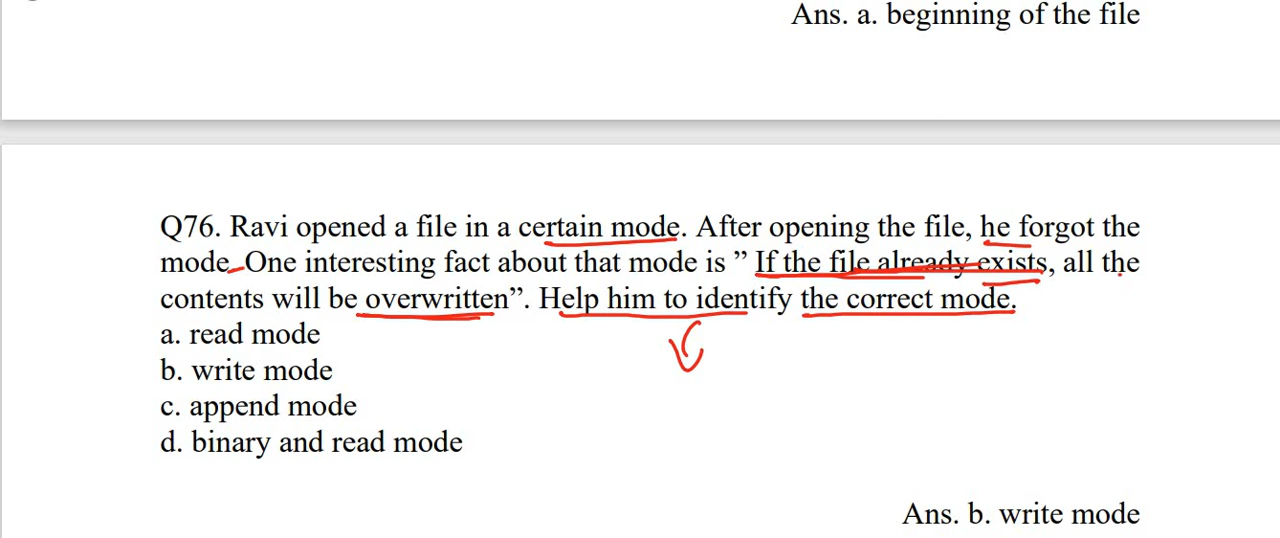 Ans. a. beginning of the file
Q76. Ravi opened a file in a certain mode. After opening the file, he forgot the
mode. One interesting fact about that mode is ” If the file already exists, all the
contents will be overwritten”. Help him to identify the correct mode.
a. read mode
b. write mode
c. append mode
d. binary and read mode
Ans. b. write mode